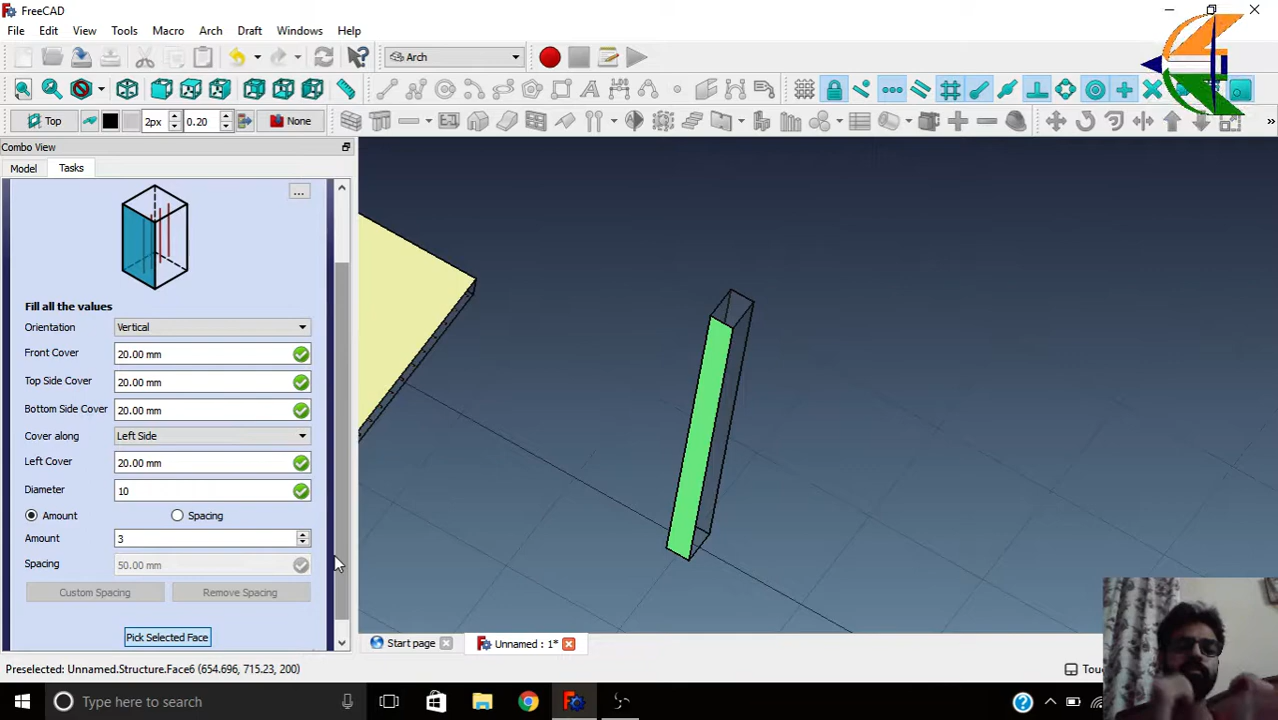 FreeCAD
File Edit View Tools Macro Arch Draft Windows Help
Arch
Top 2px 0.20 None »
Combo View
Model Tasks
...
Fill all the values
Orientation Vertical
Front Cover 20.00 mm
Top Side Cover 20.00 mm
Bottom Side Cover 20.00 mm
Cover along Left Side
Left Cover 20.00 mm
Diameter 10
Amount Spacing
Amount 3
Spacing 50.00 mm
Custom Spacing Remove Spacing
Pick Selected Face
Start page Unnamed : 1*
Preselected: Unnamed.Structure.Face6 (654.696, 715.23, 200)
Type here to search